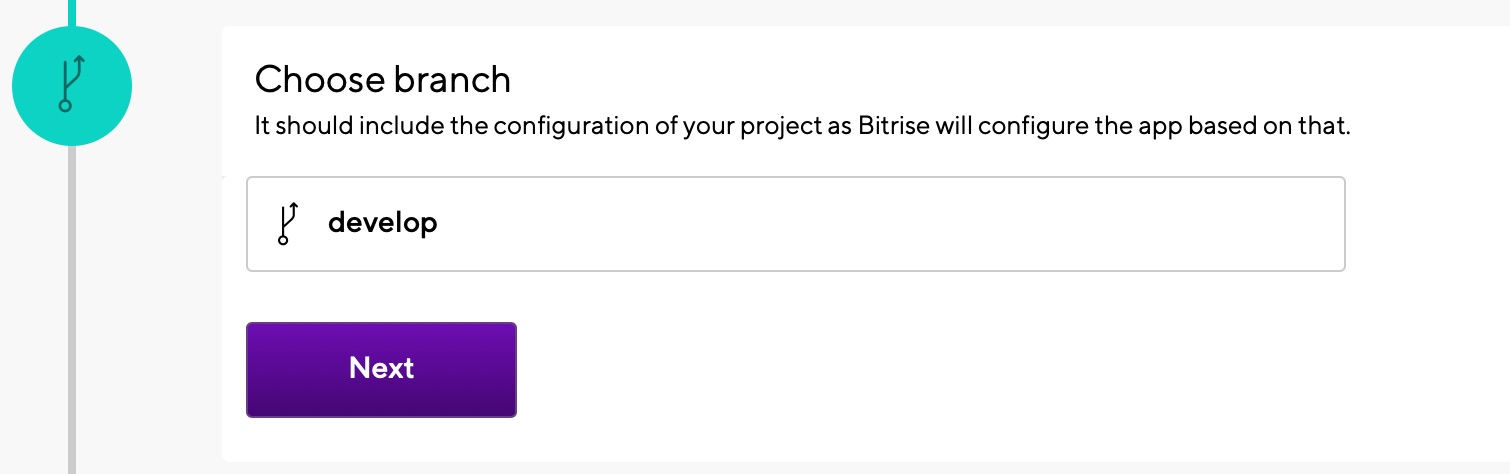 Choose branch
It should include the configuration of your project as Bitrise will configure the app based on that.
develop
Next